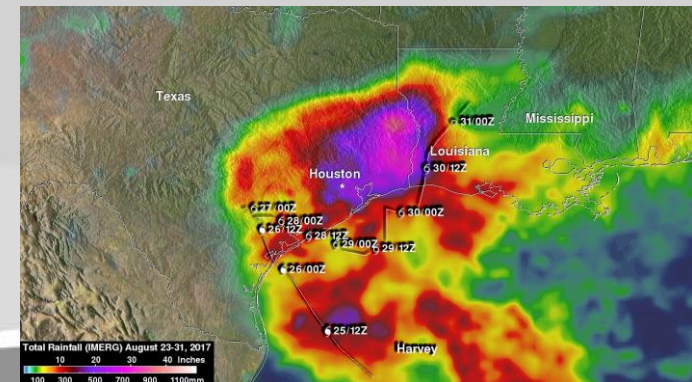 31/00Z
Texas
Mississippi
Louisiana
30/12Z
Houston
27/00Z
30/00Z
28/00Z
26/12Z
28/12Z
29/00Z
29/12Z
26/00Z
25/12Z
Total Rainfall (IMERG) August 23-31, 2017
10 20 30 40 Inches
100 300 500 700 900 1100mm
Harvey